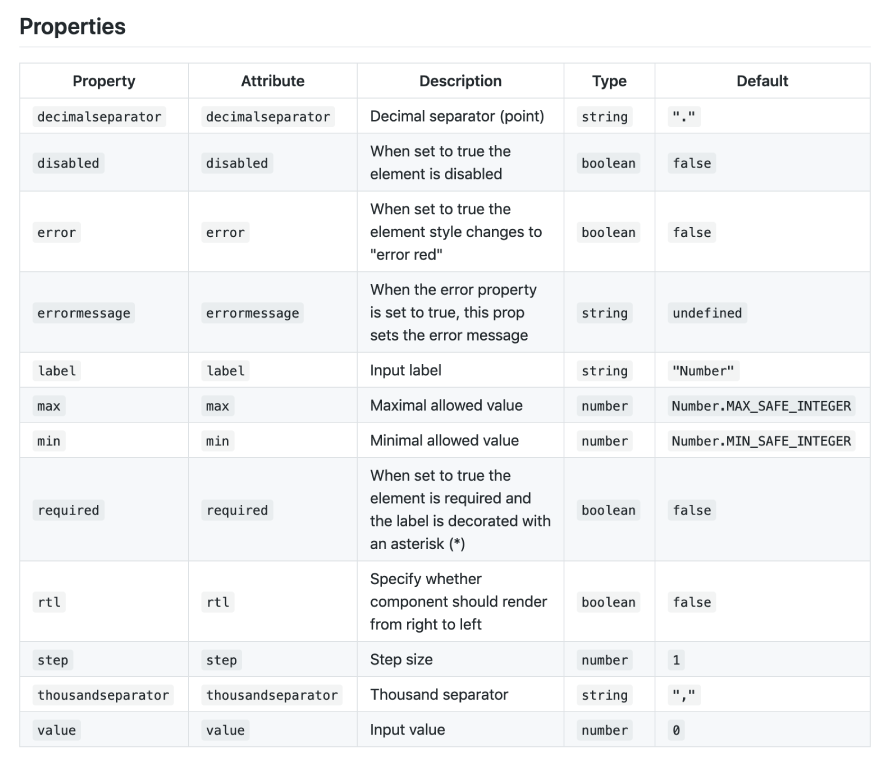 Properties
Property Attribute Description Type Default
decimalseparator decimalseparator Decimal separator (point) string "."
disabled disabled When set to true the
element is disabled boolean false
error error When set to true the
element style changes to
"error red" boolean false
errormessage errormessage When the error property
is set to true, this prop
sets the error message string undefined
label label Input label string "Number"
max max Maximal allowed value number Number.MAX_SAFE_INTEGER
min min Minimal allowed value number Number.MIN_SAFE_INTEGER
required required When set to true the
element is required and
the label is decorated with
an asterisk (*) boolean false
rtl rtl Specify whether
component should render
from right to left boolean false
step step Step size number 1
thousandseparator thousandseparator Thousand separator string ","
value value Input value number 0